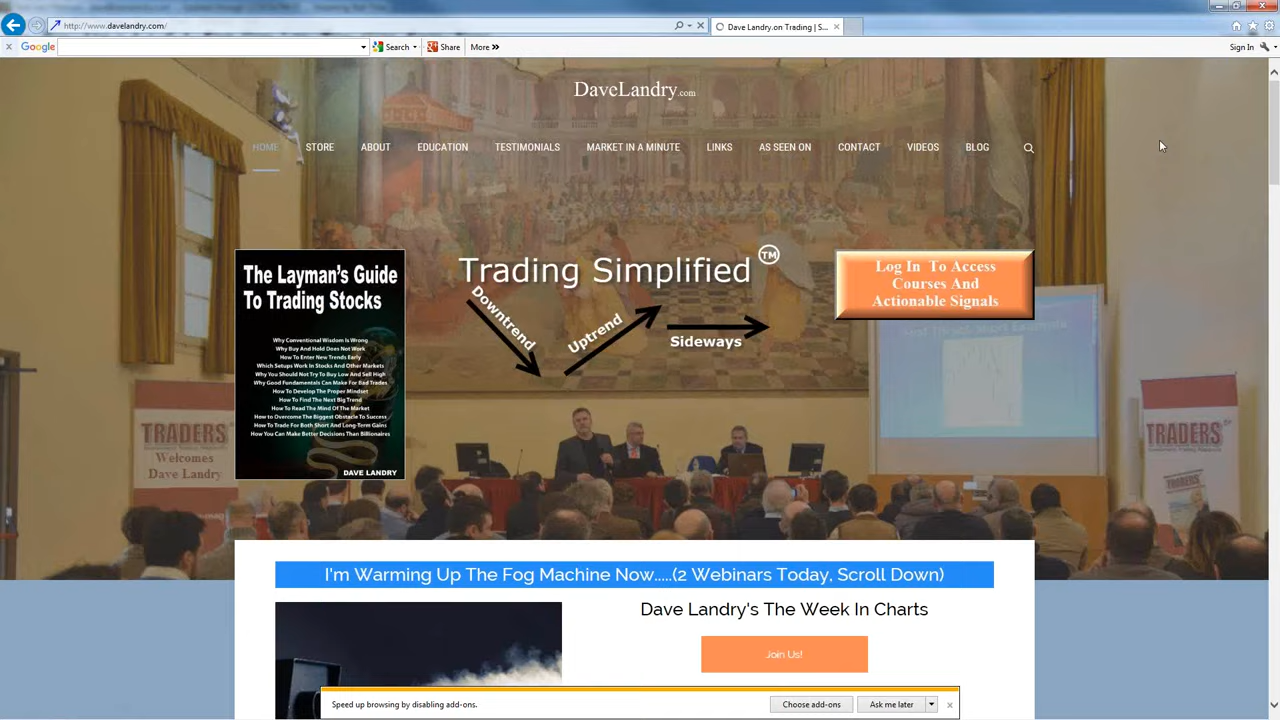 http://www.davelandry.com/
Dave Landry.on Trading | S...
Google
Search
Share
More »
Sign In
DaveLandry.com
HOME
STORE
ABOUT
EDUCATION
TESTIMONIALS
MARKET IN A MINUTE
LINKS
AS SEEN ON
CONTACT
VIDEOS
BLOG
The Layman's Guide
To Trading Stocks
Why Conventional Wisdom Is Wrong
Why Buy And Hold Does Not Work
How To Enter New Trends Early
Which Setups Work In Stocks And Other Markets
Why You Should Not Try To Buy Low And Sell High
Why Good Fundamentals Can Make For Bad Trades
How To Develop The Proper Mindset
How To Find The Next Big Trend
How To Read The Mind Of The Market
How to Overcome The Biggest Obstacle To Success
How To Trade For Both Short And Long-Term Gains
How You Can Make Better Decisions Than Billionaires
DAVE LANDRY
Trading Simplified TM
Downtrend
Uptrend
Sideways
Log In To Access
Courses And
Actionable Signals
TRADERS'
Welcomes
Dave Landry
TRADERS'
I'm Warming Up The Fog Machine Now.....(2 Webinars Today, Scroll Down)
Dave Landry's The Week In Charts
Join Us!
Speed up browsing by disabling add-ons.
Choose add-ons
Ask me later